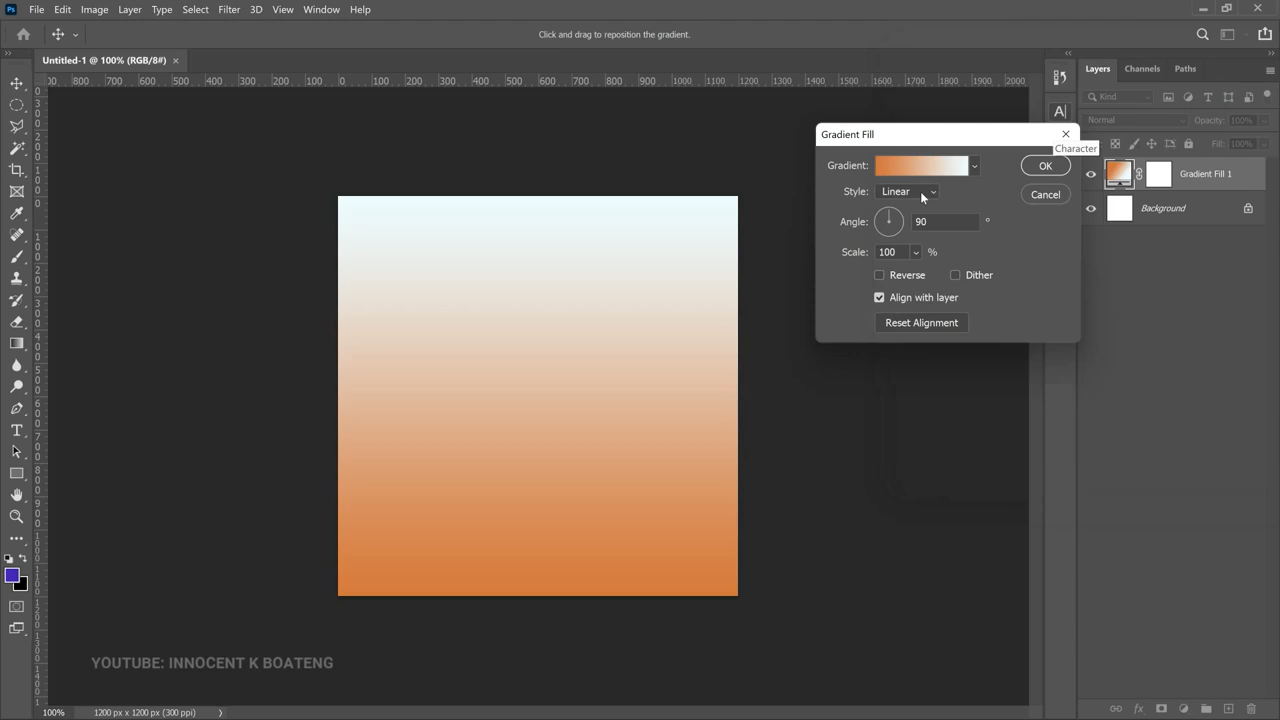 Ps File Edit Image Layer Type Select Filter 3D View Window Help
Click and drag to reposition the gradient.
Untitled-1 @ 100% (RGB/8#) ×
800 700 600 500 400 300 200 100 0 100 200 300 400 500 600 700 800 900 1000 1100 1200 1300 1400 1500 1600 1700 1800 1900 2000
Layers Channels Paths
Kind
Normal Opacity: 100%
Fill: 100%
Gradient Fill 1
Background
Gradient Fill
Character
Gradient: OK
Style: Linear Cancel
Angle: 90 °
Scale: 100 %
Reverse Dither
Align with layer
Reset Alignment
YOUTUBE: INNOCENT K BOATENG
100% 1200 px x 1200 px (300 ppi)